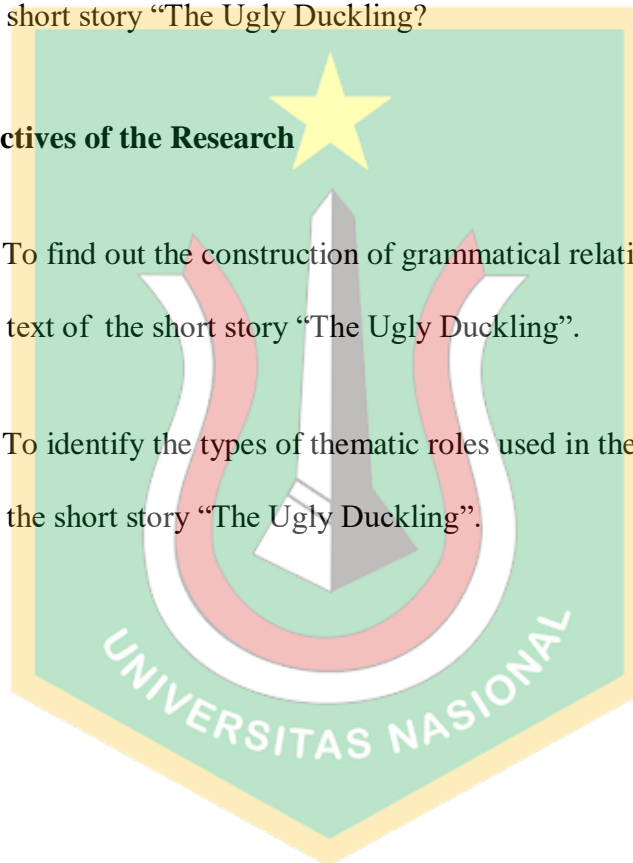 short story “The Ugly Duckling?
ctives of the Research
To find out the construction of grammatical relati
text of the short story “The Ugly Duckling”.
To identify the types of thematic roles used in the
the short story “The Ugly Duckling”.
UNIVERSITAS NASIONAL